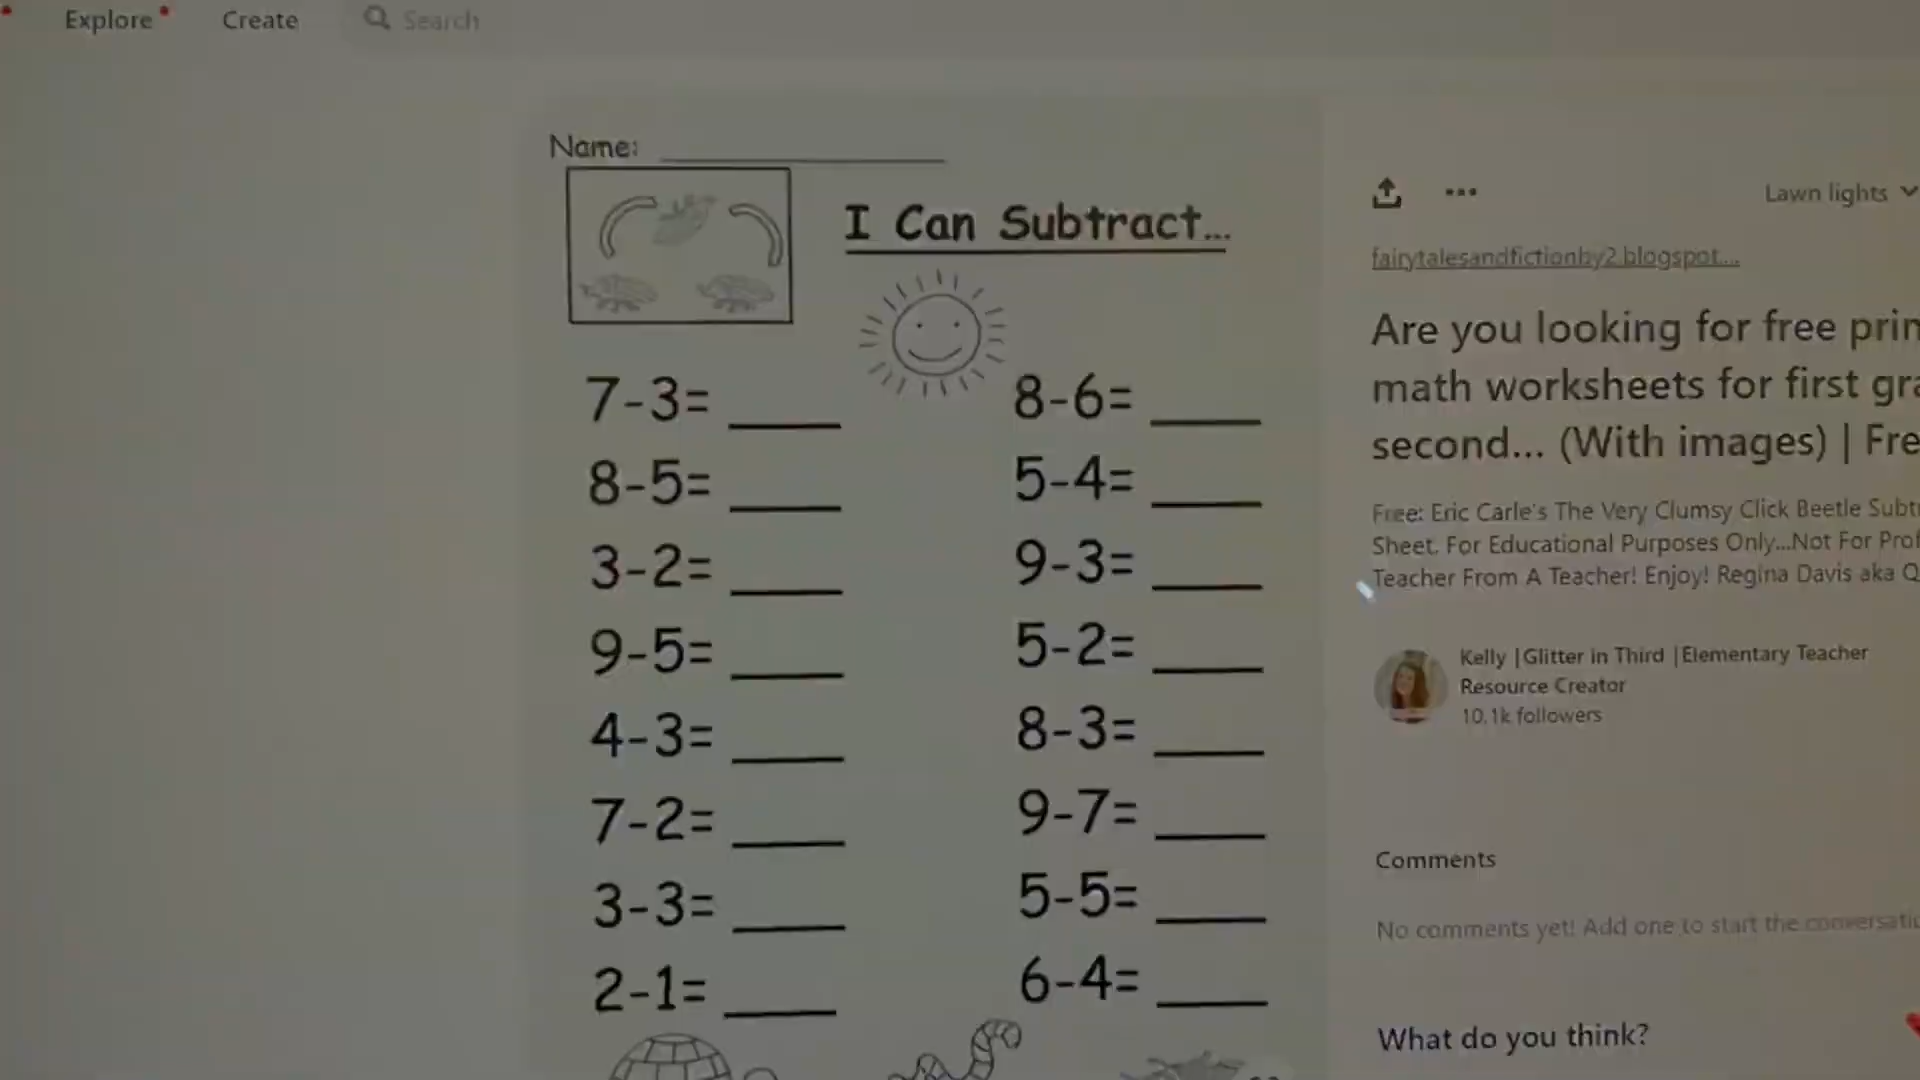 Explore
Create
Search
Name:
I Can Subtract...
7-3=
8-5=
3-2=
9-5=
4-3=
7-2=
3-3=
2-1=
8-6=
5-4=
9-3=
5-2=
8-3=
9-7=
5-5=
6-4=
Lawn lights
fairytalesandfictionby2.blogspot....
Are you looking for free prin
math worksheets for first gra
second... (With images) | Fre
Free: Eric Carle's The Very Clumsy Click Beetle Subt
Sheet. For Educational Purposes Only...Not For Prof
Teacher From A Teacher! Enjoy! Regina Davis aka Q
Kelly |Glitter in Third |Elementary Teacher
Resource Creator
10.1k followers
Comments
No comments yet! Add one to start the conversatio
What do you think?